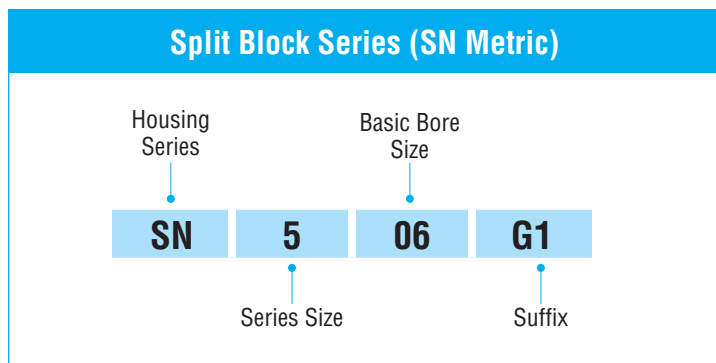 Split Block Series (SN Metric)
Housing
Series
Basic Bore
Size
SN
5
06
G1
Series Size
Suffix